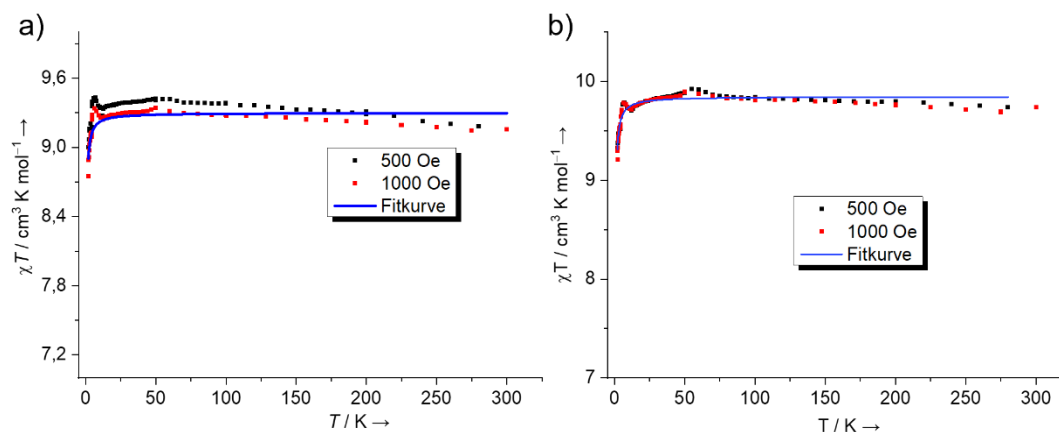 a)
9,6
9,0
8,4
7,8
7,2
χT / cm³ K mol⁻¹ →
500 Oe
1000 Oe
Fitkurve
0 50 100 150 200 250 300
T / K →
b)
10
9
8
7
χT / cm³ K mol⁻¹ →
500 Oe
1000 Oe
Fitkurve
0 50 100 150 200 250 300
T / K →